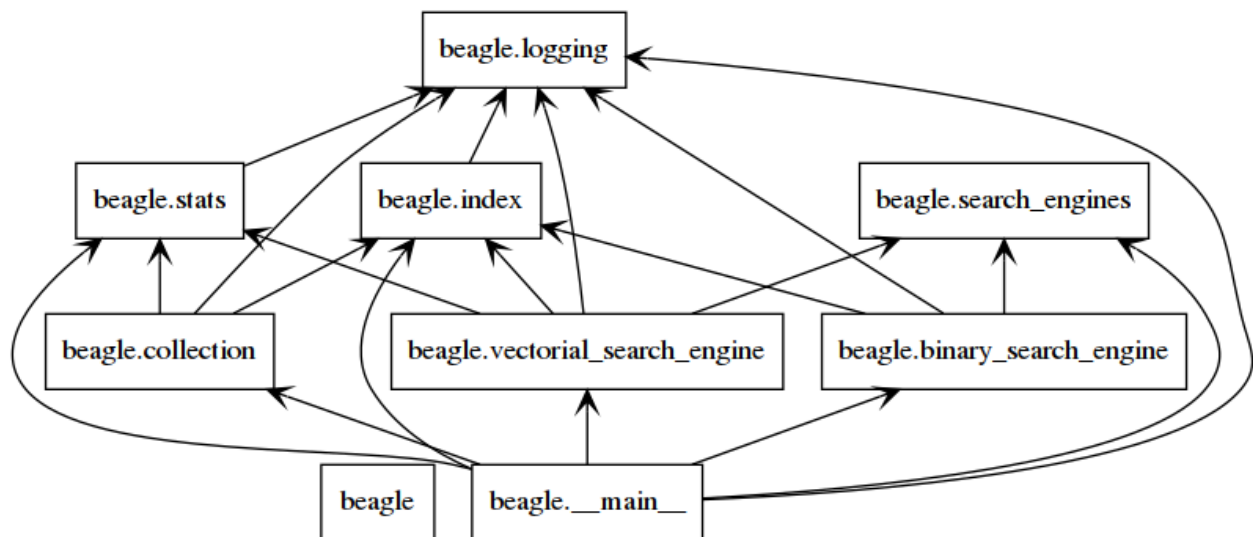 beagle.logging
beagle.stats
beagle.index
beagle.search_engines
beagle.collection
beagle.vectorial_search_engine
beagle.binary_search_engine
beagle
beagle.__main__